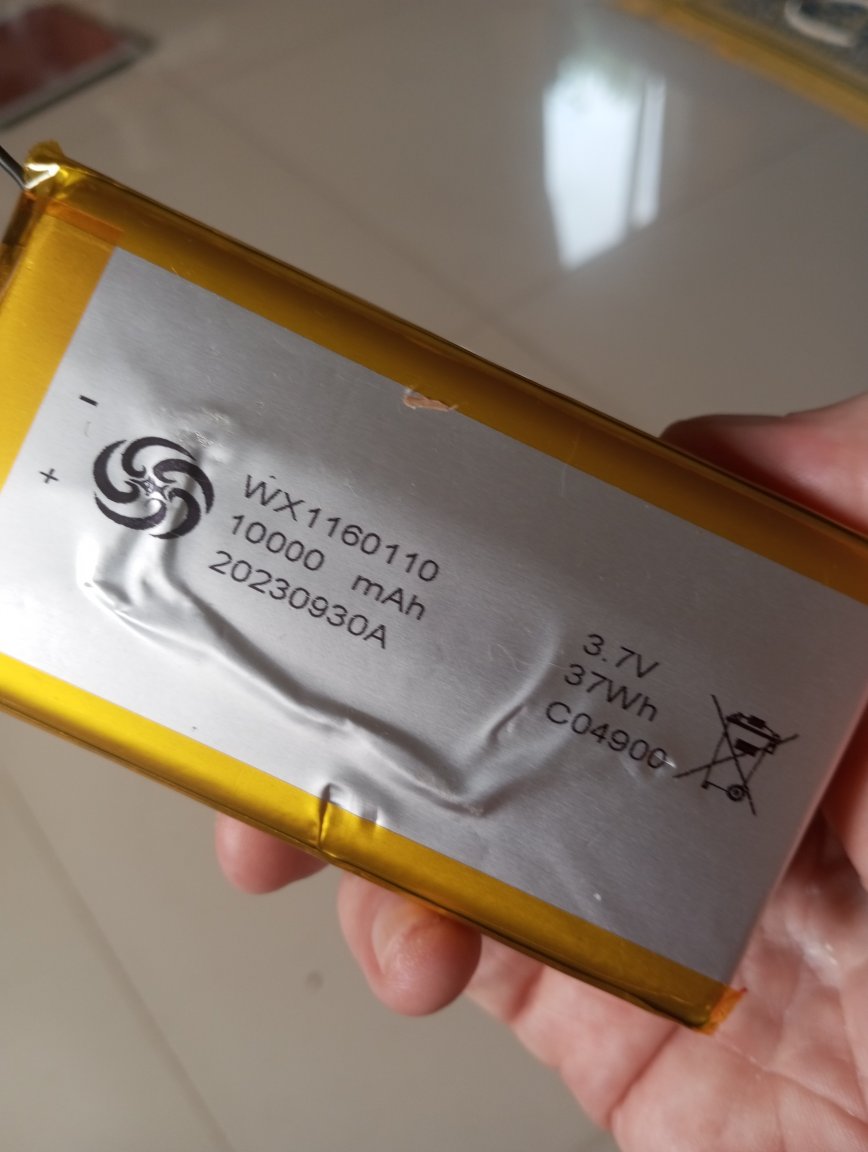 -
+
WX1160110
10000 mAh
20230930A
3.7V
37Wh
C04900